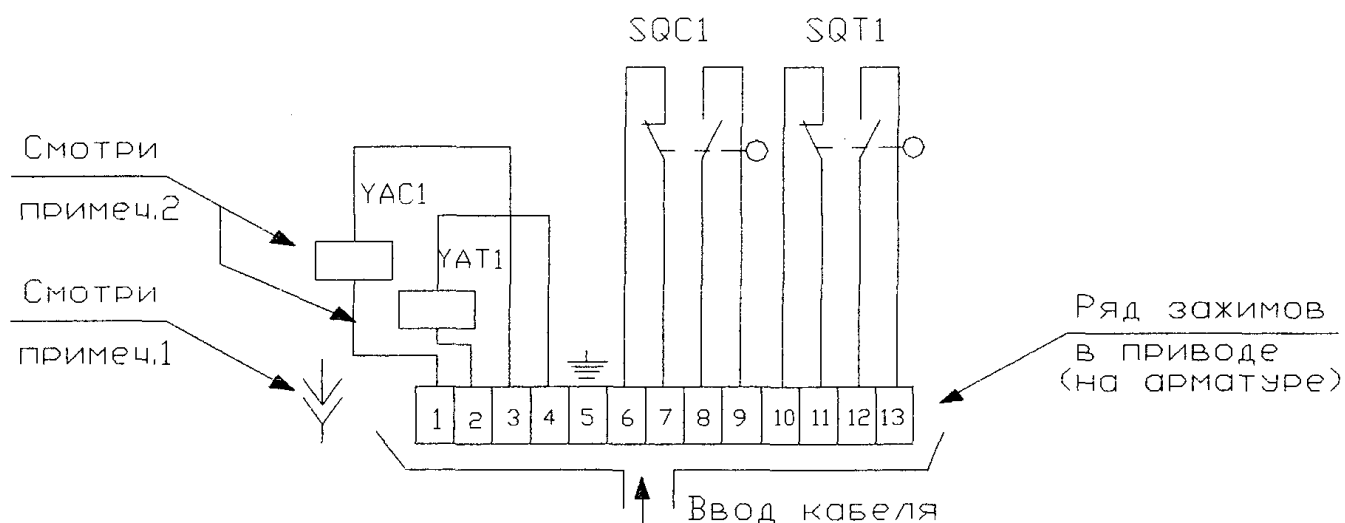 SQC1
SQT1
Смотри
примеч.2
YAC1
YAT1
Смотри
примеч.1
Ряд зажимов
в приводе
(на арматуре)
1 2 3 4 5 6 7 8 9 10 11 12 13
Ввод кабеля